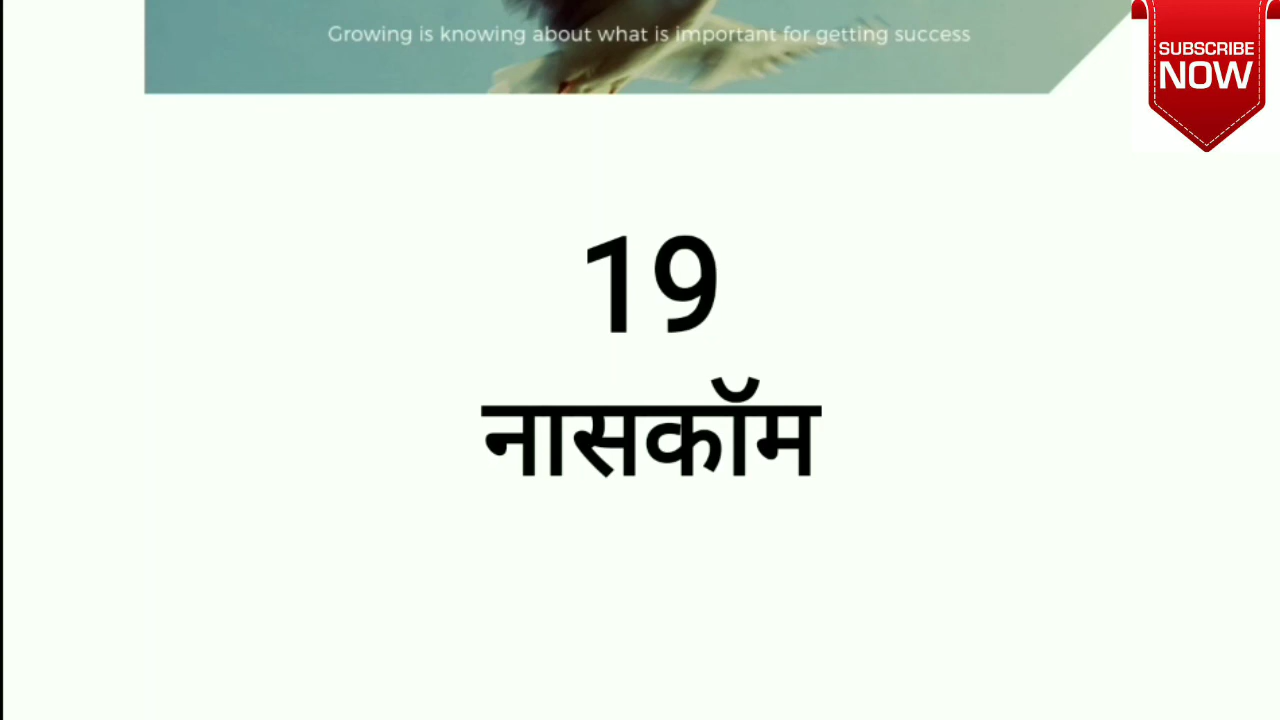 Growing is knowing about what is important for getting success
SUBSCRIBE
NOW
19
नासकॉम